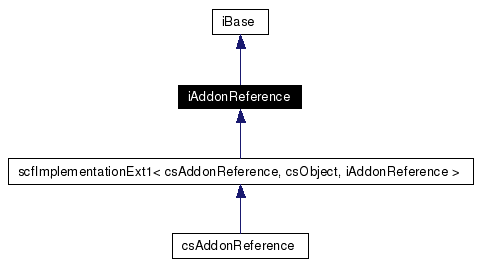 iBase
iAddonReference
scfImplementationExt1< csAddonReference, csObject, iAddonReference >
csAddonReference